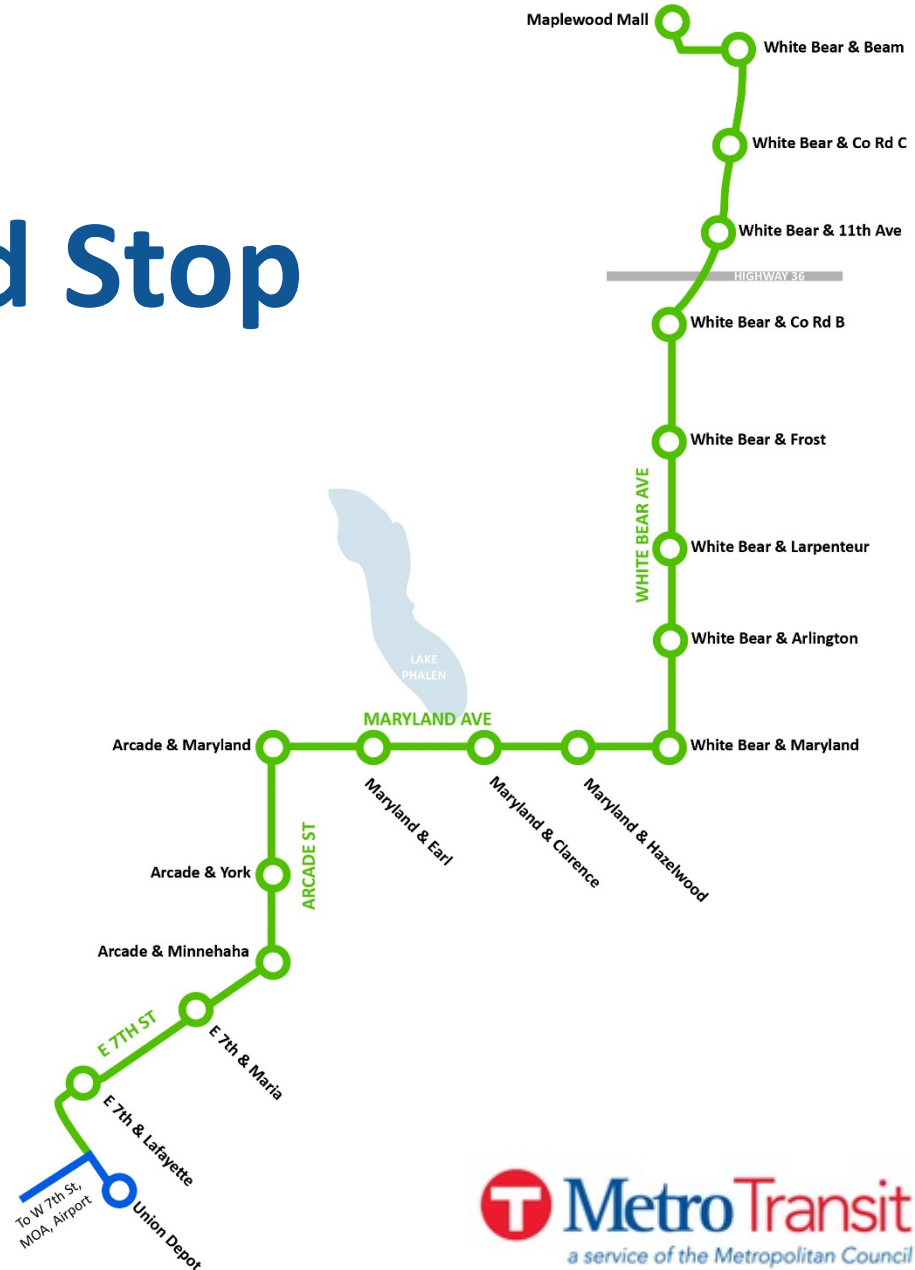 Maplewood Mall
White Bear & Beam
White Bear & Co Rd C
d Stop
White Bear & 11th Ave
HIGHWAY 36
White Bear & Co Rd B
White Bear & Frost
WHITE BEAR AVE
White Bear & Larpenteur
White Bear & Arlington
LAKE
PHALEN
MARYLAND AVE
Arcade & Maryland
White Bear & Maryland
Maryland & Earl
Maryland & Clarence
Maryland & Hazelwood
Arcade & York
ARCADE ST
Arcade & Minnehaha
E 7TH ST
E 7th & Maria
E 7th & Lafayette
To W 7th St,
MOA, Airport
Union Depot
T MetroTransit
a service of the Metropolitan Council